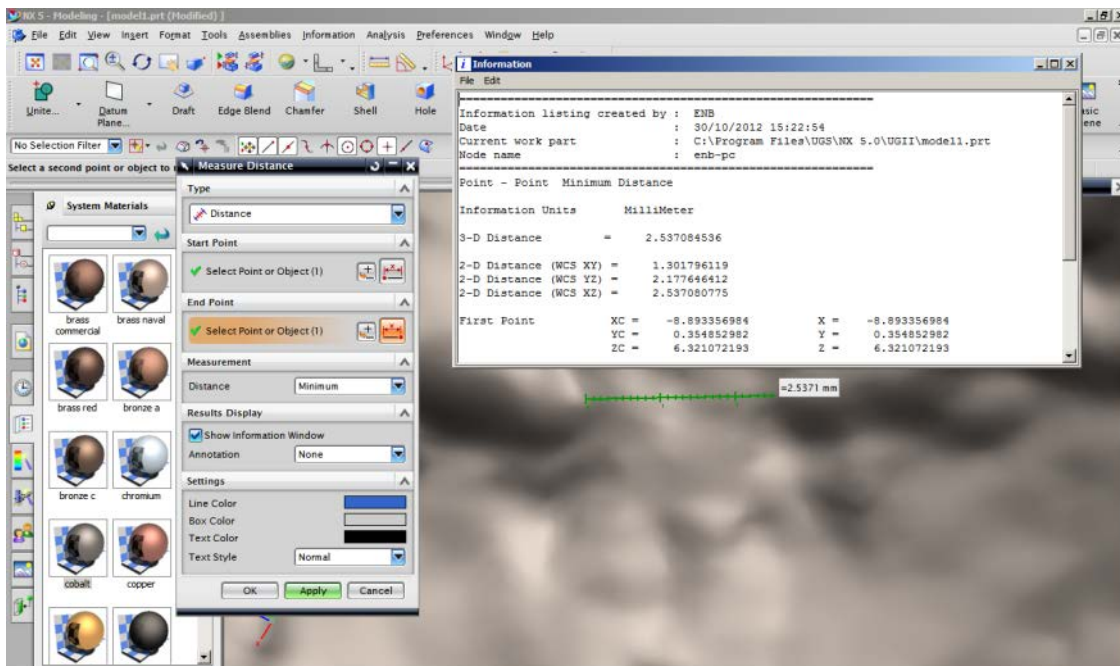 NX 5 - Modeling - [model1.prt (Modified) ]
File Edit View Insert Format Tools Assemblies Information Analysis Preferences Window Help
Unite...
Datum Plane...
Draft
Edge Blend
Chamfer
Shell
Hole
No Selection Filter
Select a second point or object to
System Materials
brass commercial
brass naval
brass red
bronze a
bronze c
chromium
cobalt
copper
Measure Distance
Type
Distance
Start Point
Select Point or Object (1)
End Point
Select Point or Object (1)
Measurement
Distance Minimum
Results Display
Show Information Window
Annotation None
Settings
Line Color
Box Color
Text Color
Text Style Normal
OK Apply Cancel
Information
File Edit
Information listing created by : ENB
Date : 30/10/2012 15:22:54
Current work part : C:\Program Files\UGS\NX 5.0\UGII\model1.prt
Node name : enb-pc
Point - Point Minimum Distance
Information Units MilliMeter
3-D Distance = 2.537084536
2-D Distance (WCS XY) = 1.301796119
2-D Distance (WCS YZ) = 2.177646412
2-D Distance (WCS XZ) = 2.537080775
First Point XC = -8.893356984 X = -8.893356984
YC = 0.354852982 Y = 0.354852982
ZC = 6.321072193 Z = 6.321072193
=2.5371 mm